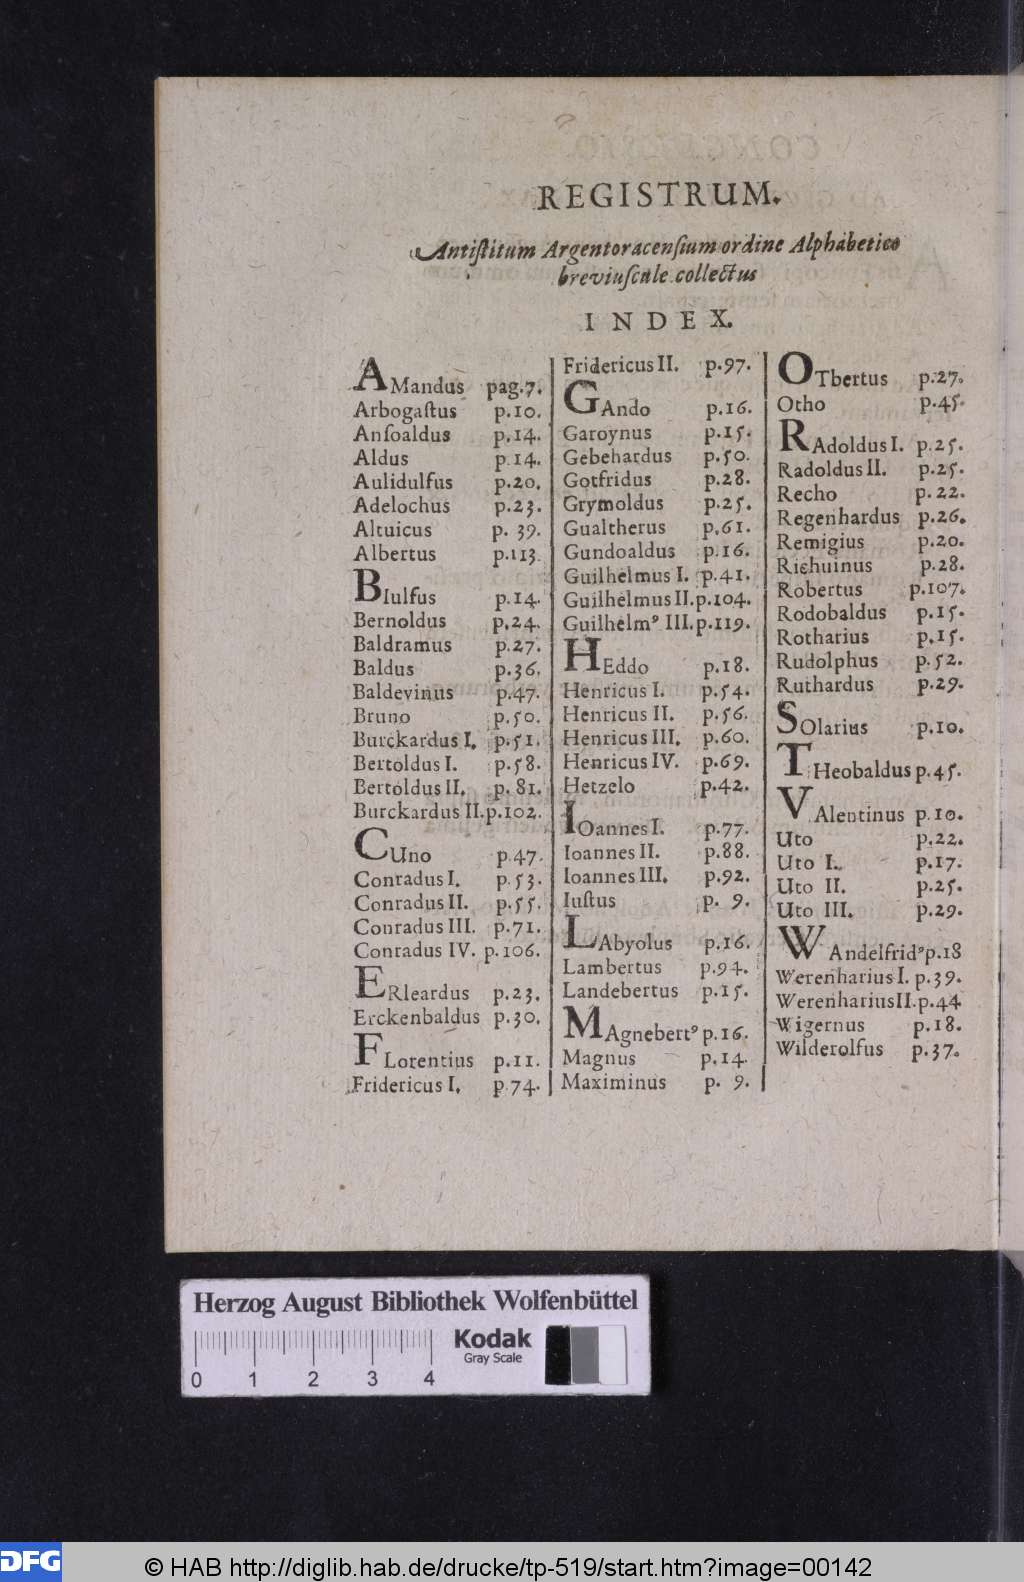 REGISTRUM.
Antiſtitum Argentoracenſium ordine Alphabetico
breviuſcule collectus
INDEX.
AMandus pag.7.
Arbogaſtus p.10.
Anſoaldus p.14.
Aldus p.14.
Aulidulfus p.20.
Adelochus p.23.
Altuicus p. 39.
Albertus p.113.
BIulfus p.14.
Bernoldus p.24.
Baldramus p.27.
Baldus p.36.
Baldevinus p.47.
Bruno p.50.
Burckardus I. p.51.
Bertoldus I. p.58.
Bertoldus II. p.81.
Burckardus II.p.102.
CUno p.47.
Conradus I. p.53.
Conradus II. p.55.
Conradus III. p.71.
Conradus IV. p.106.
ERleardus p.23.
Erckenbaldus p.30.
FLorentius p.11.
Fridericus I. p.74.
Fridericus II. p.97.
GAndo p.16.
Garoynus p.15.
Gebehardus p.50.
Gotfridus p.28.
Grymoldus p.25.
Gualtherus p.61.
Gundoaldus p.16.
Guilhelmus I. p.41.
Guilhelmus II.p.104.
Guilhelmꝰ III.p.119.
HEddo p.18.
Henricus I. p.54.
Henricus II. p.56.
Henricus III. p.60.
Henricus IV. p.69.
Hetzelo p.42.
IOannes I. p.77.
Ioannes II. p.88.
Ioannes III. p.92.
Iuſtus p. 9.
LAbyolus p.16.
Lambertus p.94.
Landebertus p.15.
MAgnebertꝰ p.16.
Magnus p.14.
Maximinus p. 9.
OTbertus p.27.
Otho p.45.
RAdoldus I. p.25.
Radoldus II. p.25.
Recho p.22.
Regenhardus p.26.
Remigius p.20.
Richuinus p.28.
Robertus p.107.
Rodobaldus p.15.
Rotharius p.15.
Rudolphus p.52.
Ruthardus p.29.
SOlarius p.10.
THeobaldus p.45.
VAlentinus p.10.
Uto p.22.
Uto I. p.17.
Uto II. p.25.
Uto III. p.29.
WAndelfridꝰp.18
Werenharius I. p.39.
Werenharius II.p.44
Wigernus p.18.
Wilderolfus p.37.
Herzog August Bibliothek Wolfenbüttel
Kodak
Gray Scale
0 1 2 3 4
DFG
© HAB http://diglib.hab.de/drucke/tp-519/start.htm?image=00142